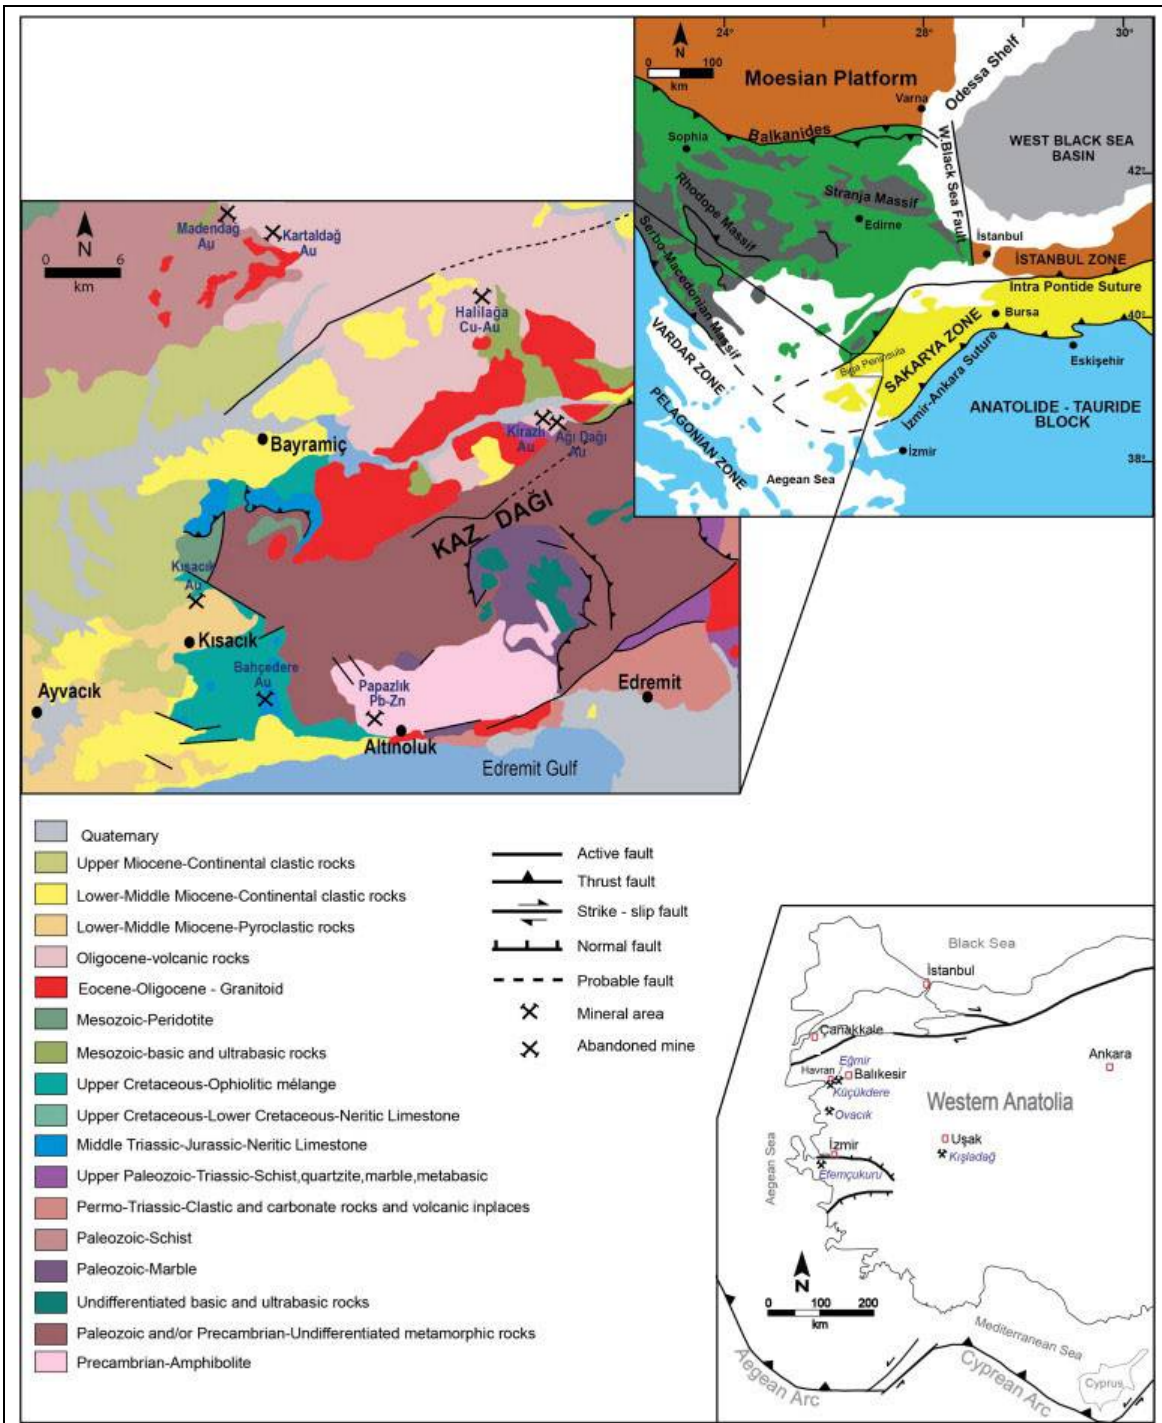 24°
28°
30°
N
0 100
km
Moesian Platform
Odessa Shelf
Varna
Balkanides
Sophia
W.Black Sea Fault
WEST BLACK SEA
BASIN
42°
Rhodope Massif
Stranja Massif
Edirne
Serbo-Macedonian Massif
İstanbul
İSTANBUL ZONE
Intra Pontide Suture
Bursa
40°
VARDAR ZONE
Biga Peninsula
SAKARYA ZONE
Eskişehir
İzmir-Ankara Suture
PELAGONIAN ZONE
ANATOLIDE - TAURIDE
BLOCK
İzmir
38°
Aegean Sea
N
0 6
km
Madendağ
Au
Kartaldağ
Au
Halilağa
Cu-Au
Bayramiç
Kirazlı
Au
Ağı Dağı
Au
KAZ DAĞI
Kısacık
Au
Kısacık
Bahçedere
Au
Ayvacık
Papazlık
Pb-Zn
Edremit
Altınoluk
Edremit Gulf
Quaternary
Upper Miocene-Continental clastic rocks
Lower-Middle Miocene-Continental clastic rocks
Lower-Middle Miocene-Pyroclastic rocks
Oligocene-volcanic rocks
Eocene-Oligocene - Granitoid
Mesozoic-Peridotite
Mesozoic-basic and ultrabasic rocks
Upper Cretaceous-Ophiolitic mélange
Upper Cretaceous-Lower Cretaceous-Neritic Limestone
Middle Triassic-Jurassic-Neritic Limestone
Upper Paleozoic-Triassic-Schist,quartzite,marble,metabasic
Permo-Triassic-Clastic and carbonate rocks and volcanic inplaces
Paleozoic-Schist
Paleozoic-Marble
Undifferentiated basic and ultrabasic rocks
Paleozoic and/or Precambrian-Undifferentiated metamorphic rocks
Precambrian-Amphibolite
Active fault
Thrust fault
Strike - slip fault
Normal fault
Probable fault
Mineral area
Abandoned mine
Black Sea
İstanbul
Çanakkale
Eğmir
Ankara
Havran
Balıkesir
Küçükdere
Western Anatolia
Ovacık
Aegean Sea
İzmir
Uşak
Kışladağ
Efemçukuru
N
0 100 200
km
Mediterranean Sea
Aegean Arc
Cyprean Arc
Cyprus